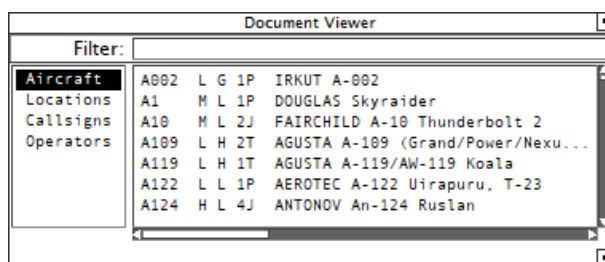 Document Viewer
Filter:
Aircraft
Locations
Callsigns
Operators
A002 L G 1P IRKUT A-002
A1 M L 1P DOUGLAS Skyraider
A10 M L 2J FAIRCHILD A-10 Thunderbolt 2
A109 L H 2T AGUSTA A-109 (Grand/Power/Nexu...
A119 L H 1T AGUSTA A-119/AW-119 Koala
A122 L L 1P AEROTEC A-122 Uirapuru, T-23
A124 H L 4J ANTONOV An-124 Ruslan